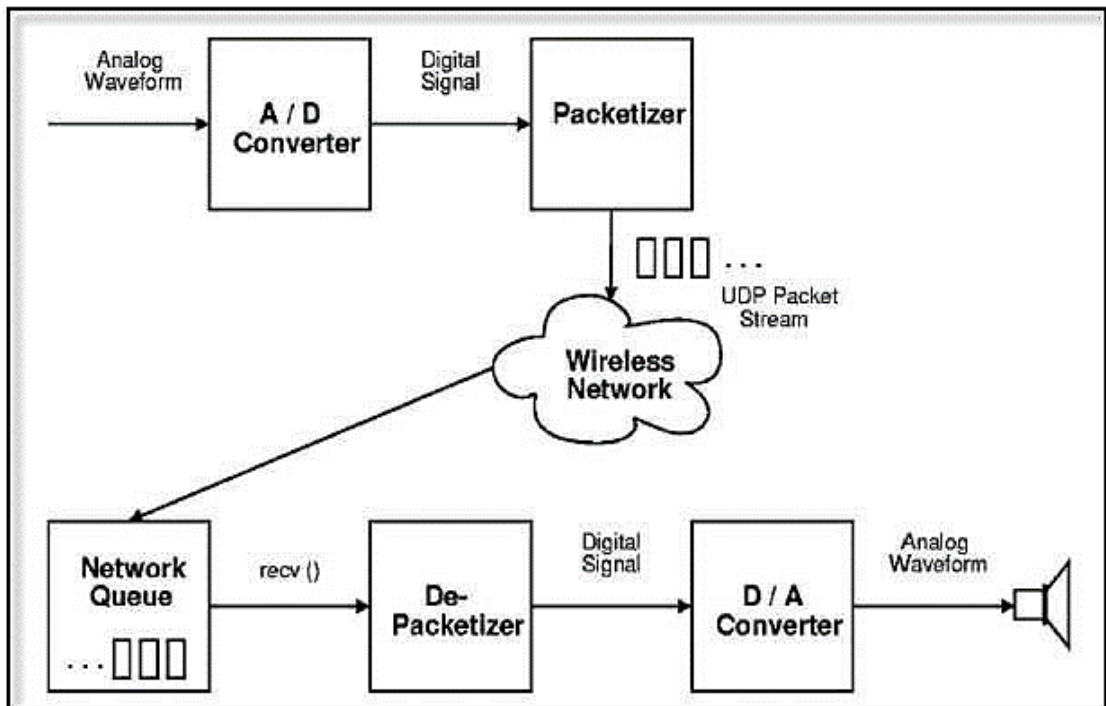 Analog
Waveform
A / D
Converter
Digital
Signal
Packetizer
. . .
UDP Packet
Stream
Wireless
Network
Network
Queue
. . .
recv ()
De-
Packetizer
Digital
Signal
D / A
Converter
Analog
Waveform